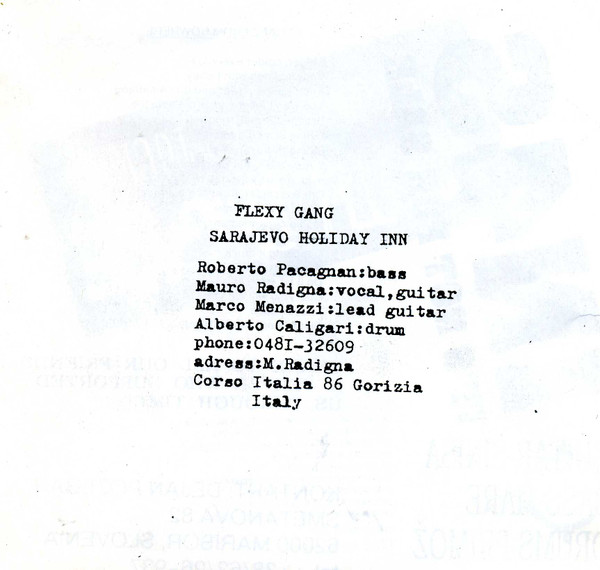 FLEXY GANG
SARAJEVO HOLIDAY INN
Roberto Pacagnan:bass
Mauro Radigna:vocal,guitar
Marco Menazzi:lead guitar
Alberto Caligari:drum
phone:048I-32609
adress:M.Radigna
Corso Italia 86 Gorizia
Italy